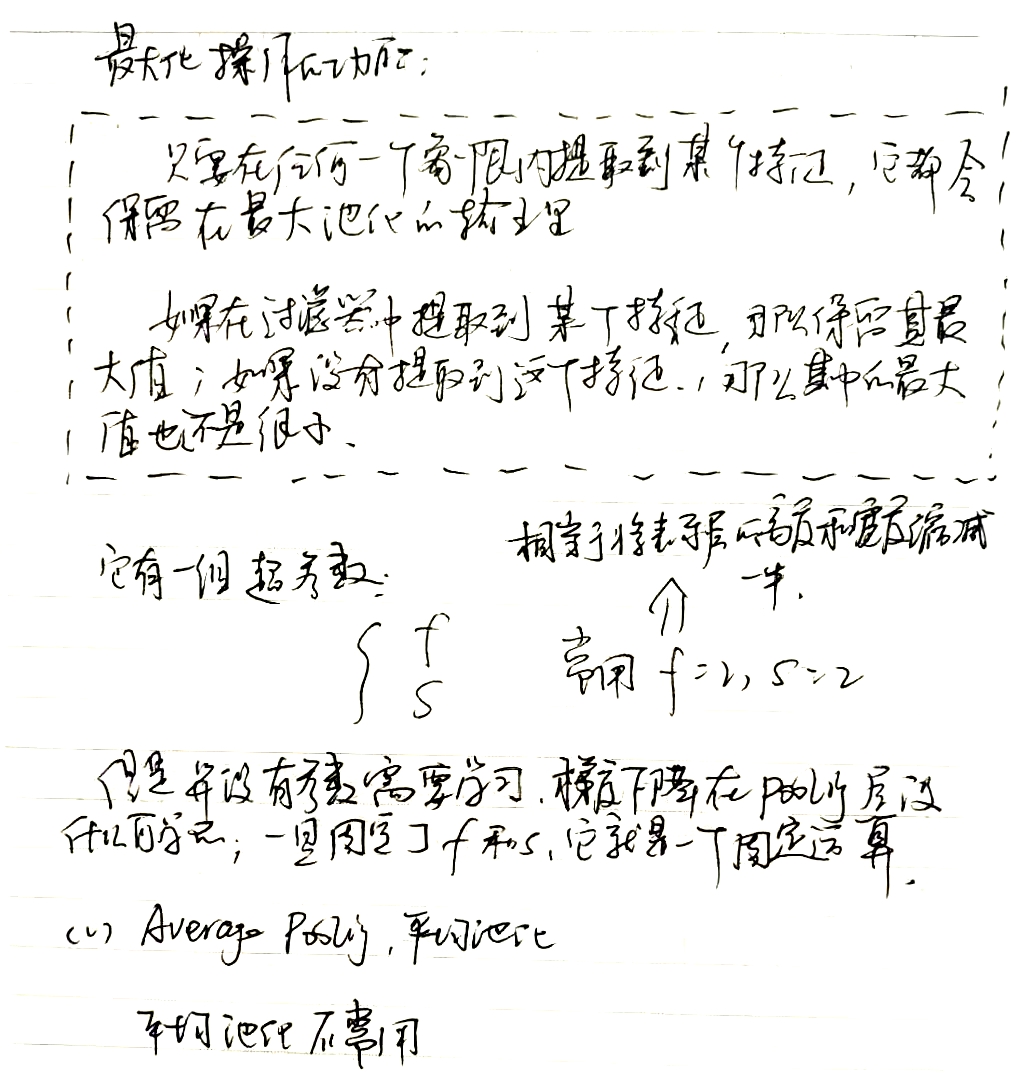 最大化操作的功能：
只要在任何一个象限内提取到某个特征，它都会
保留在最大池化的输出里
如果在过滤器中提取到某个特征，那么保留其最
大值；如果没有提取到这个特征，那么其中的最大
值也还是很小．
相当于将表示层的高度和宽度缩减
一半．
它有一组超参数：
f
s
常用 f=2, s=2
但是并没有参数需要学习．梯度下降在pooling层没
什么可学的；一旦固定了f和s，它就是一个固定运算．
(2) Average Pooling，平均池化
平均池化不常用